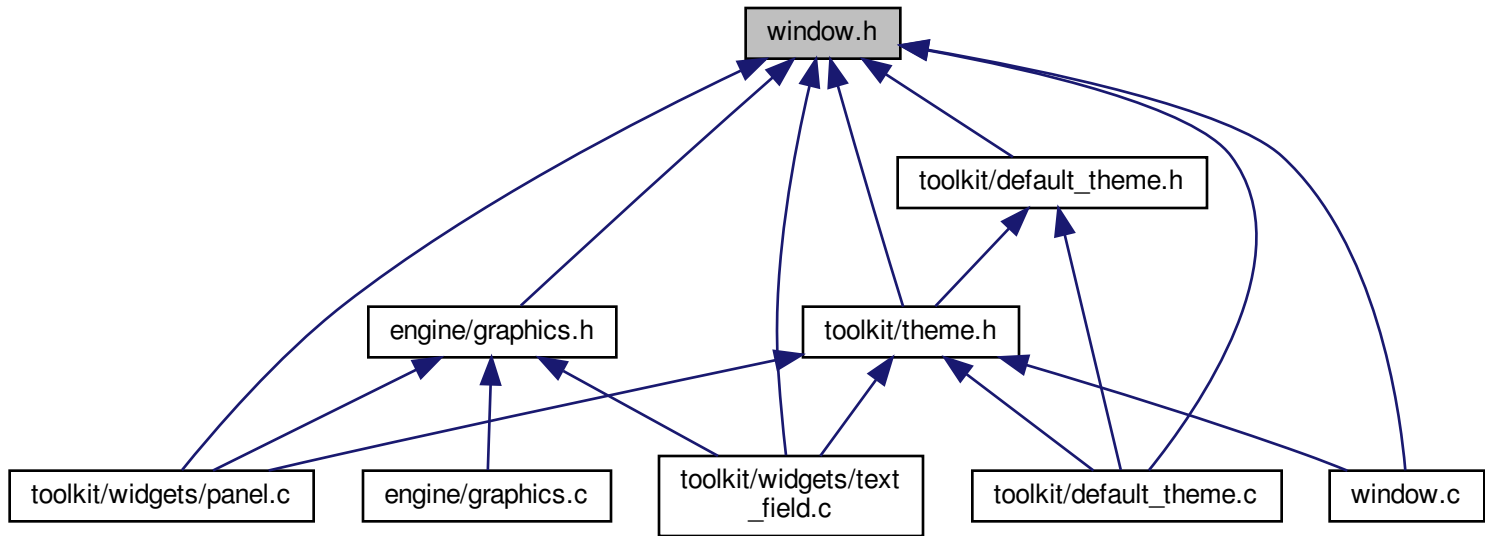 window.h
toolkit/default_theme.h
engine/graphics.h
toolkit/theme.h
toolkit/widgets/panel.c
engine/graphics.c
toolkit/widgets/text
_field.c
toolkit/default_theme.c
window.c